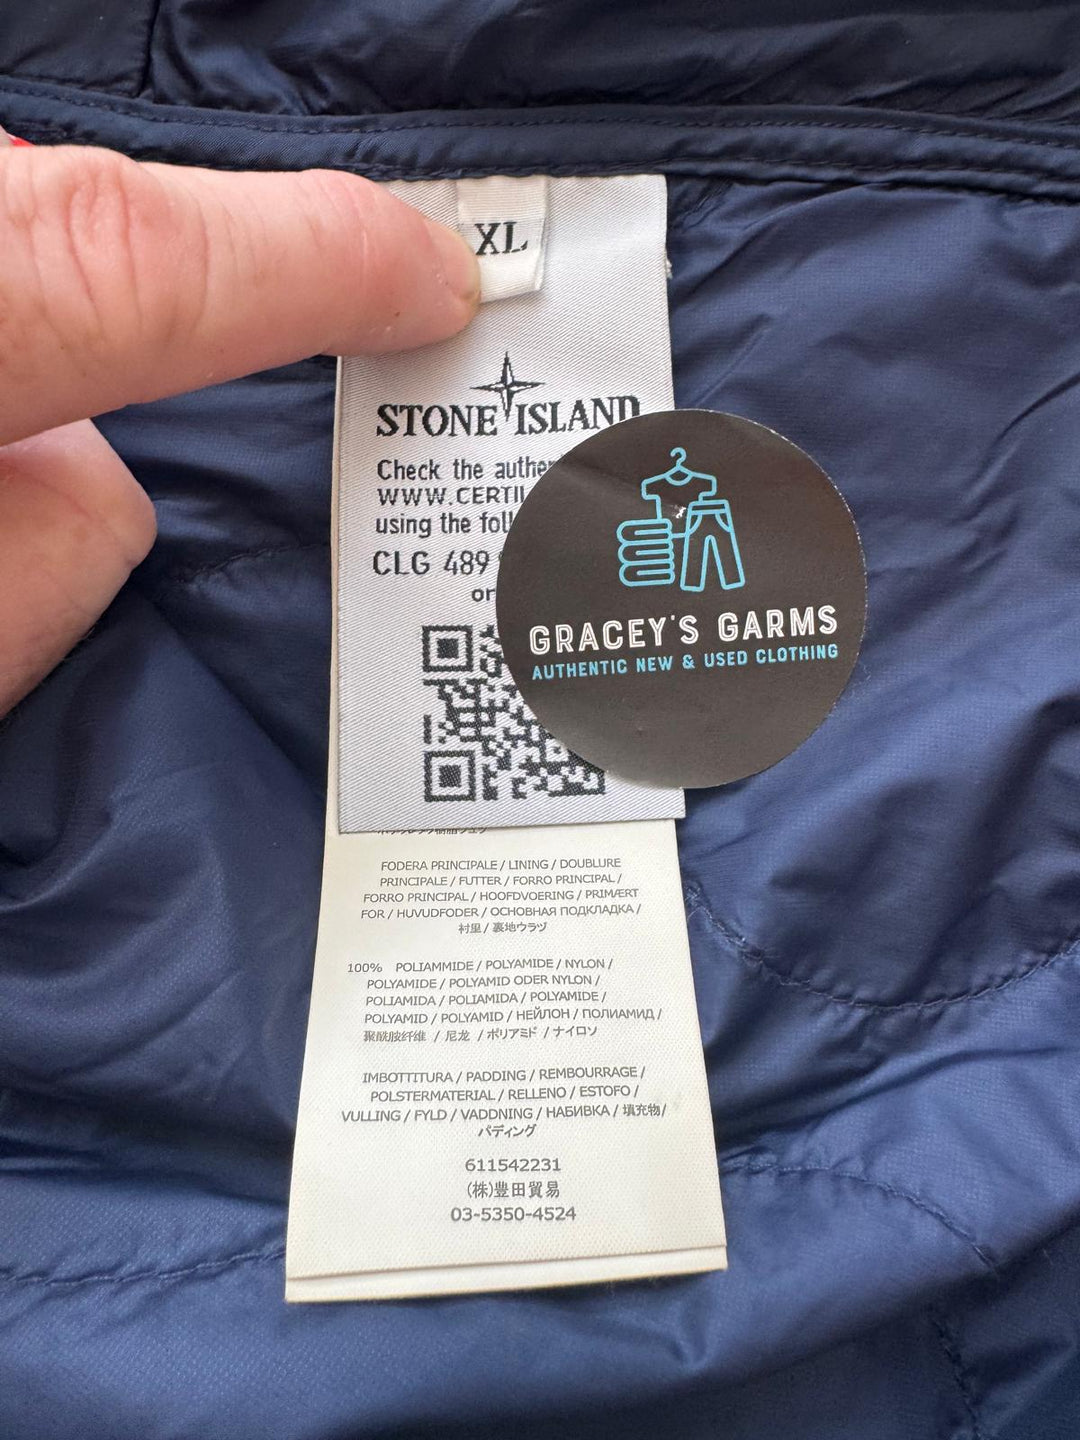 XL
STONE ISLAND
Check the authen
WWW.CERTIL
using the foll
CLG 489
or
GRACEY'S GARMS
AUTHENTIC NEW & USED CLOTHING
FODERA PRINCIPALE / LINING / DOUBLURE
PRINCIPALE / FUTTER / FORRO PRINCIPAL /
FORRO PRINCIPAL / HOOFDVOERING / PRIMÆRT
FOR / HUVUDFODER / ОСНОВНАЯ ПОДКЛАДКА /
衬里 / 裏地ウラヅ
100% POLIAMMIDE / POLYAMIDE / NYLON /
POLYAMIDE / POLYAMID ODER NYLON /
POLIAMIDA / POLIAMIDA / POLYAMIDE /
POLYAMID / POLYAMID / НЕЙЛОН / ПОЛИАМИД /
聚酰胺纤维 / 尼龙 / ポリアミド / ナイロン
IMBOTTITURA / PADDING / REMBOURRAGE /
POLSTERMATERIAL / RELLENO / ESTOFO /
VULLING / FYLD / VADDNING / НАБИВКА / 填充物 /
パディング
611542231
(株)豊田貿易
03-5350-4524